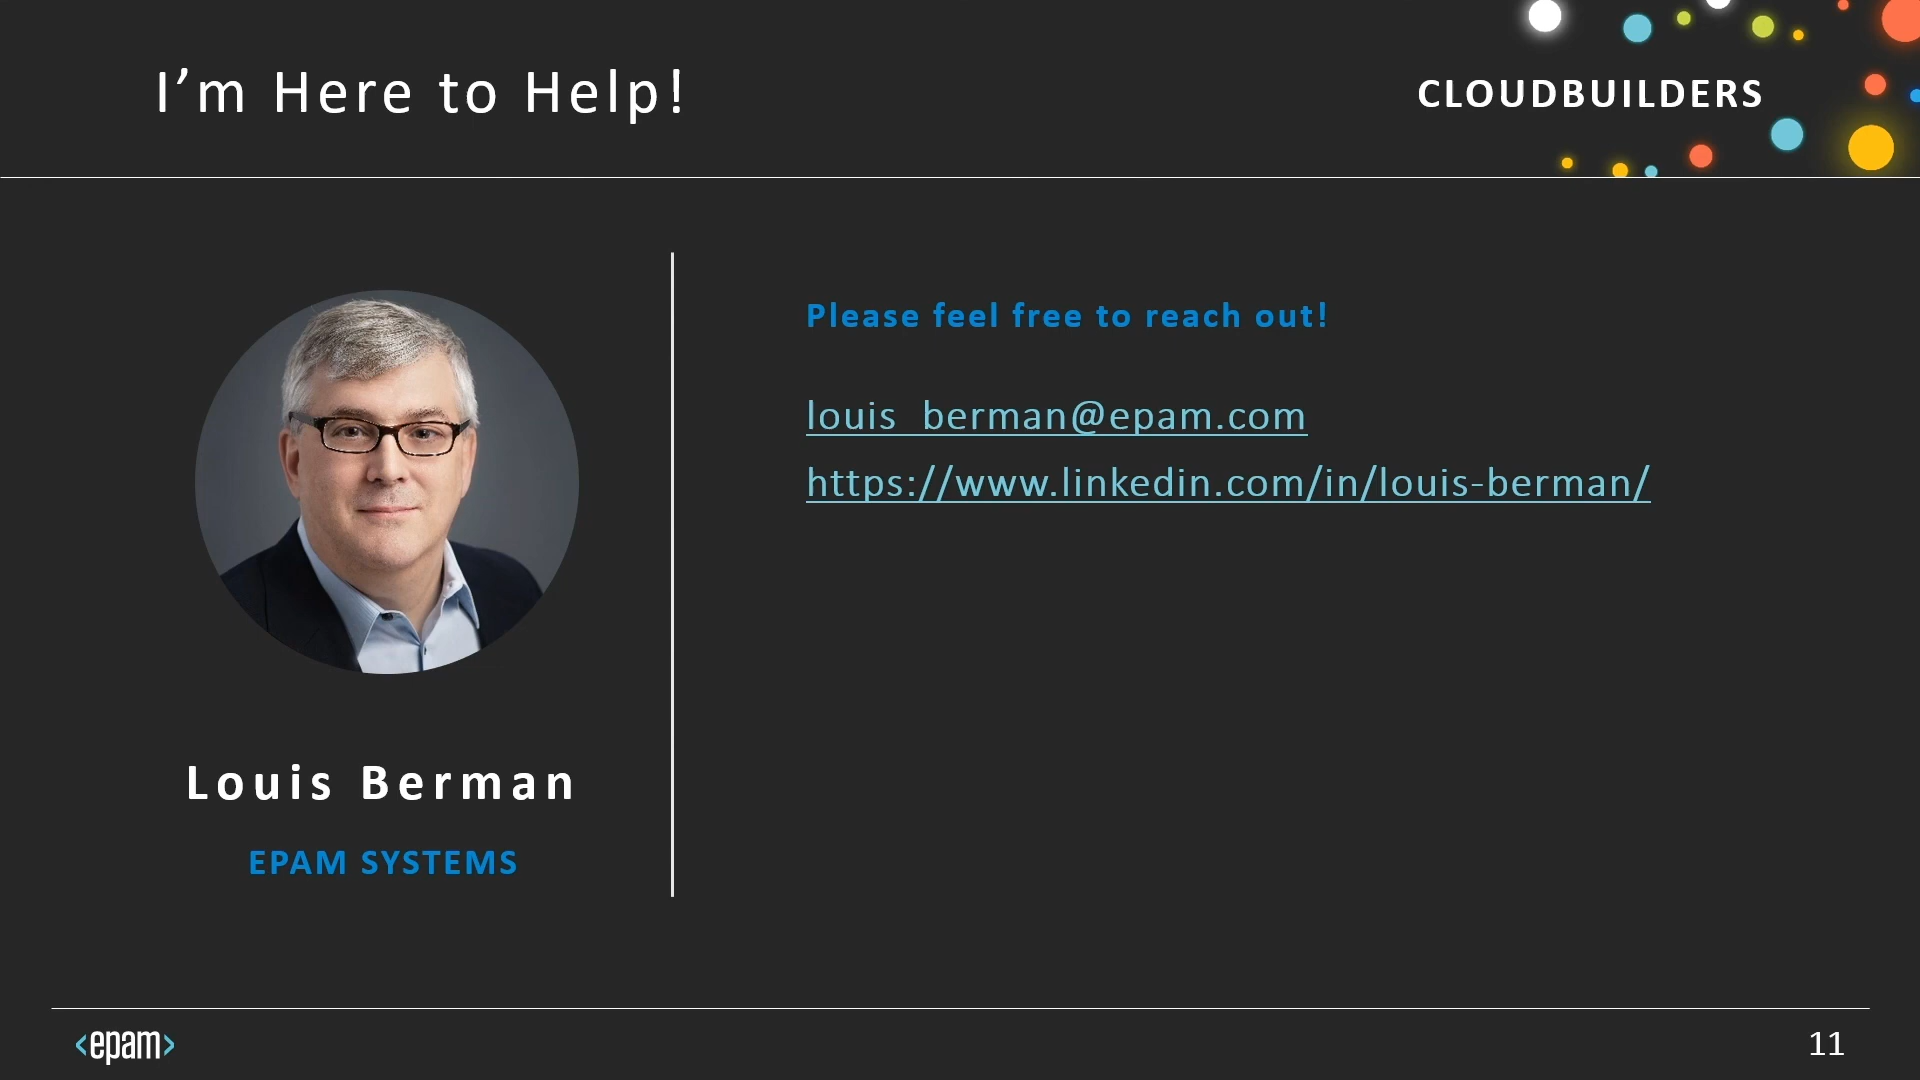 I’m Here to Help!
CLOUDBUILDERS
Please feel free to reach out!
louis_berman@epam.com
https://www.linkedin.com/in/louis-berman/
Louis Berman
EPAM SYSTEMS
<epam>
11